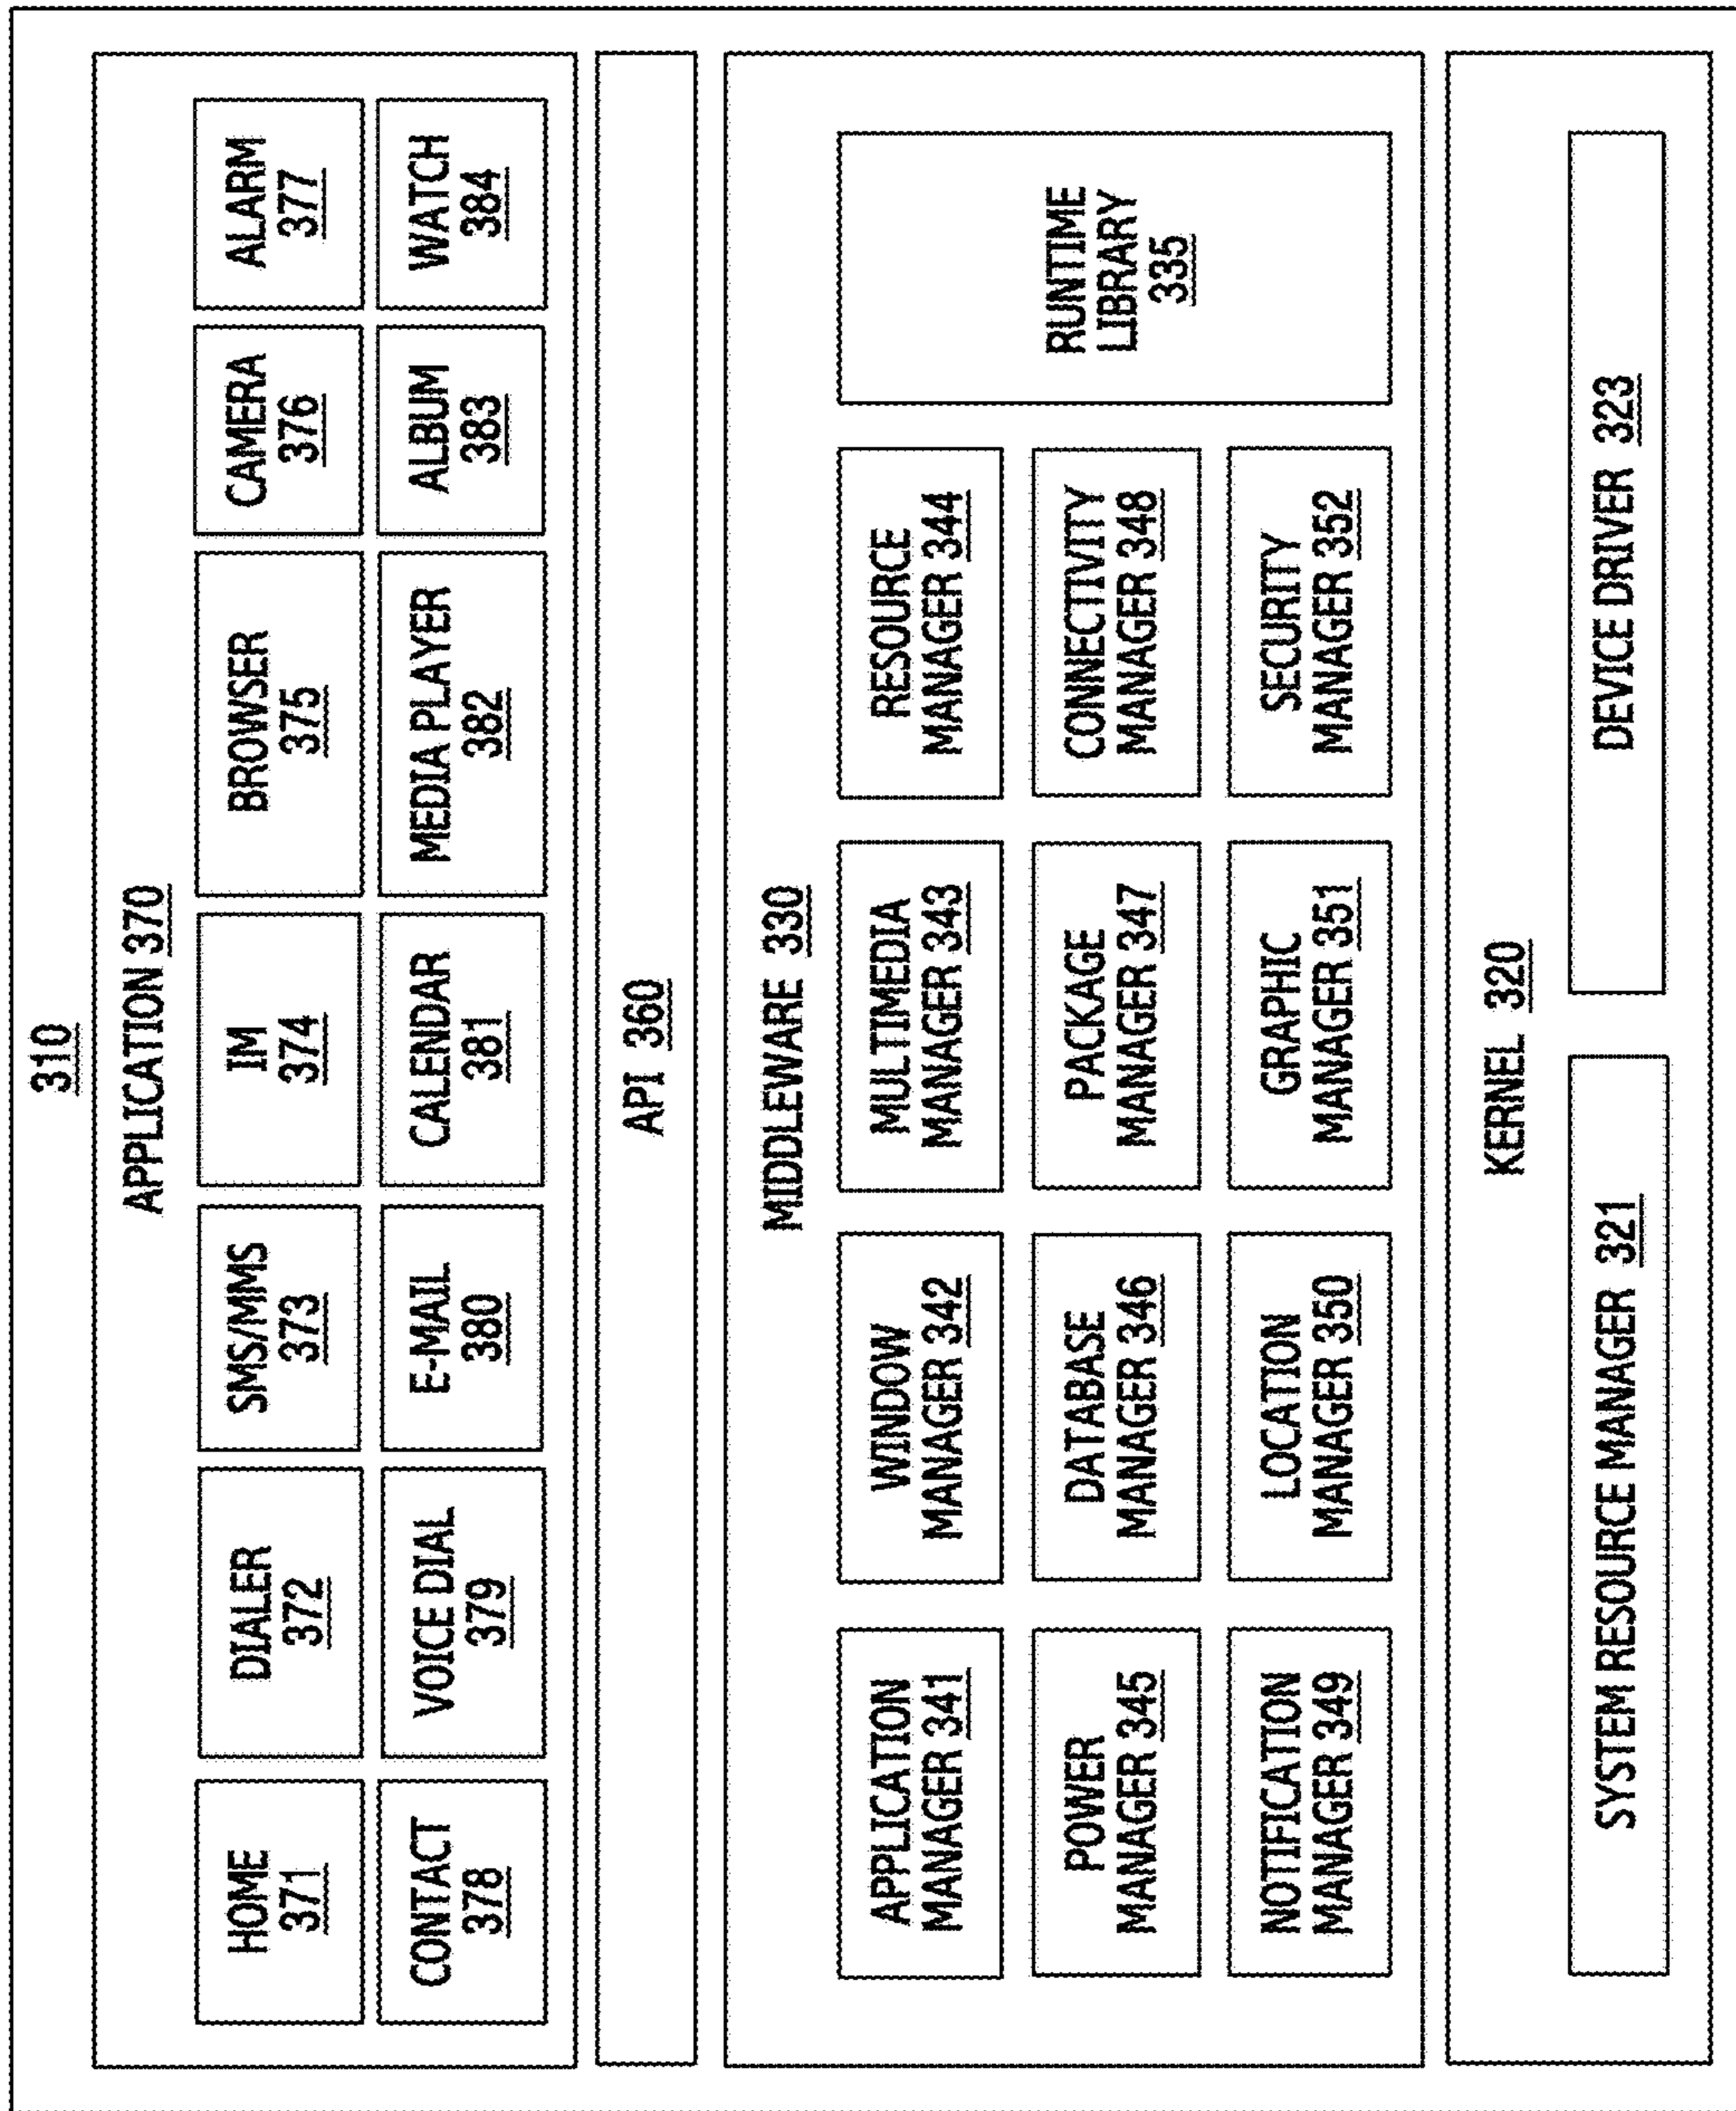 310
APPLICATION 370
HOME
371
DIALER
372
SMS/MMS
373
IM
374
BROWSER
375
CAMERA
376
ALARM
377
CONTACT
378
VOICE DIAL
379
E-MAIL
380
CALENDAR
381
MEDIA PLAYER
382
ALBUM
383
WATCH
384
API 360
MIDDLEWARE 330
APPLICATION
MANAGER 341
WINDOW
MANAGER 342
MULTIMEDIA
MANAGER 343
RESOURCE
MANAGER 344
POWER
MANAGER 345
DATABASE
MANAGER 346
PACKAGE
MANAGER 347
CONNECTIVITY
MANAGER 348
NOTIFICATION
MANAGER 349
LOCATION
MANAGER 350
GRAPHIC
MANAGER 351
SECURITY
MANAGER 352
RUNTIME
LIBRARY
335
KERNEL 320
SYSTEM RESOURCE MANAGER 321
DEVICE DRIVER 323